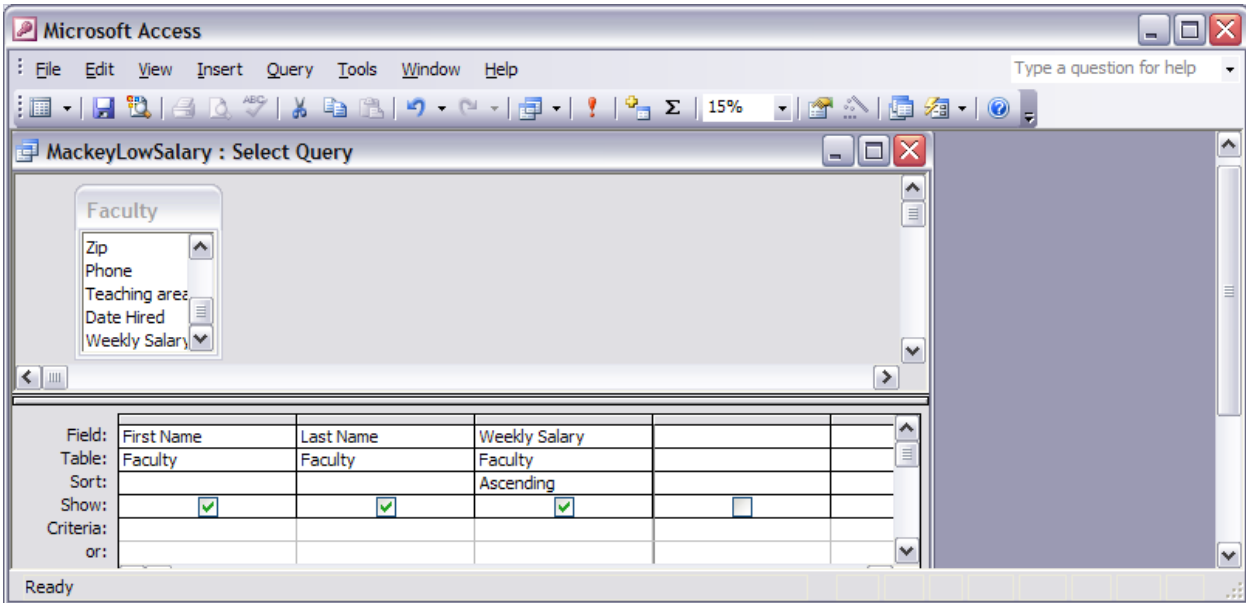 Microsoft Access
File Edit View Insert Query Tools Window Help Type a question for help
ABC Σ 15%
MackeyLowSalary : Select Query
Faculty
Zip
Phone
Teaching area
Date Hired
Weekly Salary
Field: First Name Last Name Weekly Salary
Table: Faculty Faculty Faculty
Sort: Ascending
Show:
Criteria:
or:
Ready